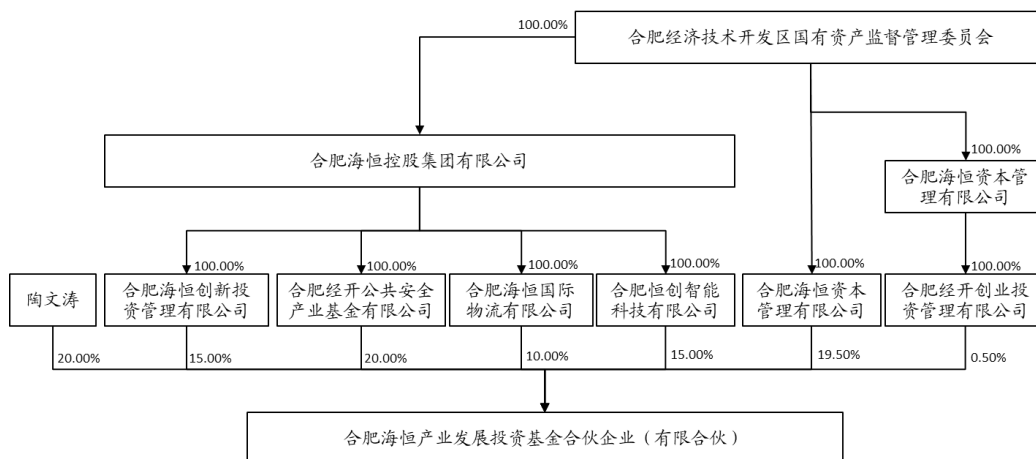 100.00%
合肥经济技术开发区国有资产监督管理委员会
合肥海恒控股集团有限公司
100.00%
合肥海恒资本管
理有限公司
100.00%
100.00%
100.00%
100.00%
100.00%
100.00%
陶文涛
合肥海恒创新投
资管理有限公司
合肥经开公共安全
产业基金有限公司
合肥海恒国际
物流有限公司
合肥恒创智能
科技有限公司
合肥海恒资本
管理有限公司
合肥经开创业投
资管理有限公司
20.00%
15.00%
20.00%
10.00%
15.00%
19.50%
0.50%
合肥海恒产业发展投资基金合伙企业（有限合伙）